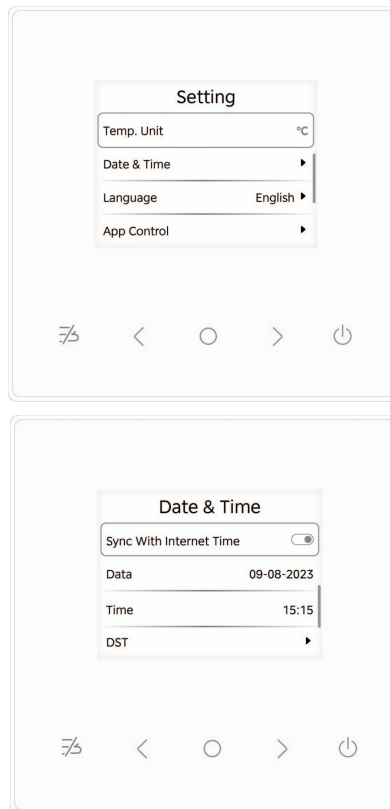 Setting
Temp. Unit °C
Date & Time
Language English
App Control
Date & Time
Sync With Internet Time
Data 09-08-2023
Time 15:15
DST